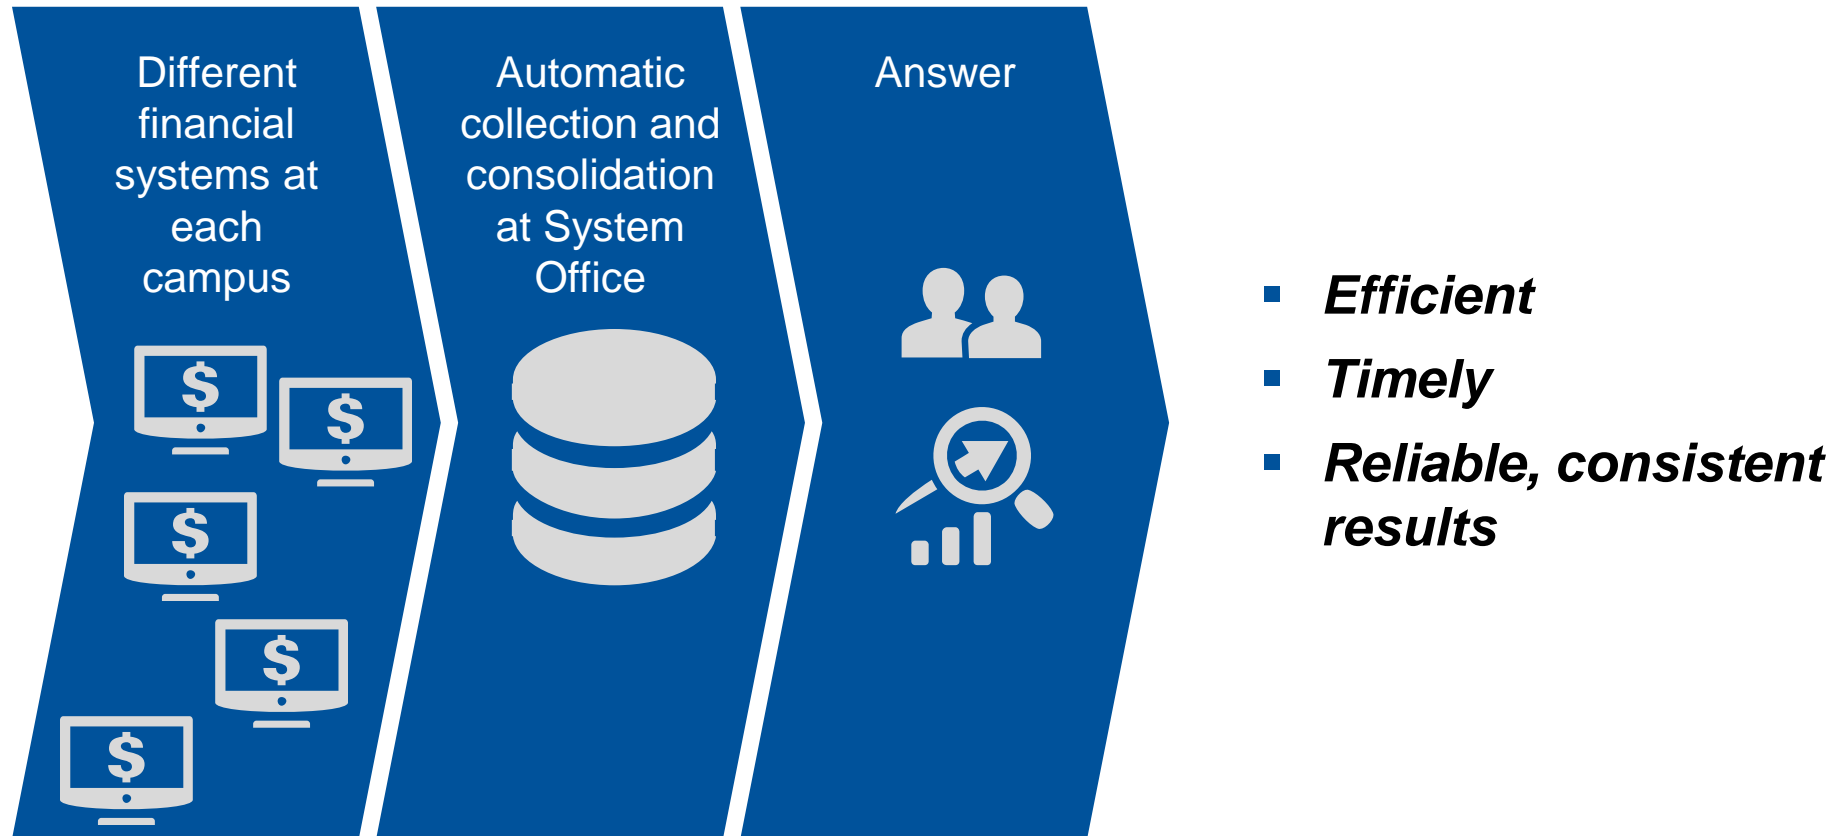 Different
financial
systems at
each
campus
$
$
$
$
$
Automatic
collection and
consolidation
at System
Office
Answer
▪ Efficient
▪ Timely
▪ Reliable, consistent
results